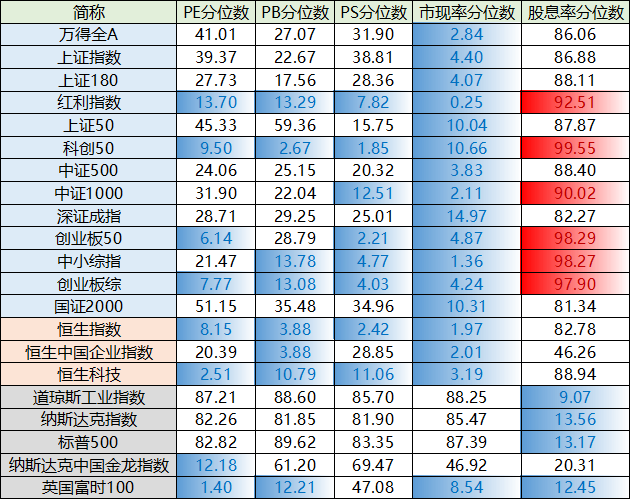 简称 PE分位数 PB分位数 PS分位数 市现率分位数 股息率分位数
万得全A 41.01 27.07 31.90 2.84 86.06
上证指数 39.37 22.67 38.81 4.40 86.88
上证180 27.73 17.56 28.36 4.07 88.11
红利指数 13.70 13.29 7.82 0.25 92.51
上证50 45.33 59.36 15.75 10.04 87.87
科创50 9.50 2.67 1.85 10.66 99.55
中证500 24.06 25.15 20.32 3.83 88.40
中证1000 31.90 22.04 12.51 2.11 90.02
深证成指 28.71 29.25 25.01 14.97 82.27
创业板50 6.14 28.79 2.21 4.87 98.29
中小综指 21.47 13.78 4.77 1.36 98.27
创业板综 7.77 13.08 4.03 4.24 97.90
国证2000 51.15 35.48 34.96 10.31 81.34
恒生指数 8.15 3.88 2.42 1.97 82.78
恒生中国企业指数 20.39 3.88 28.85 2.01 46.26
恒生科技 2.51 10.79 11.06 3.19 88.94
道琼斯工业指数 87.21 88.60 85.70 88.25 9.07
纳斯达克指数 82.26 81.85 81.90 85.47 13.56
标普500 82.82 89.62 83.35 87.39 13.17
纳斯达克中国金龙指数 12.18 61.20 69.47 46.92 20.31
英国富时100 1.40 12.21 47.08 8.54 12.45